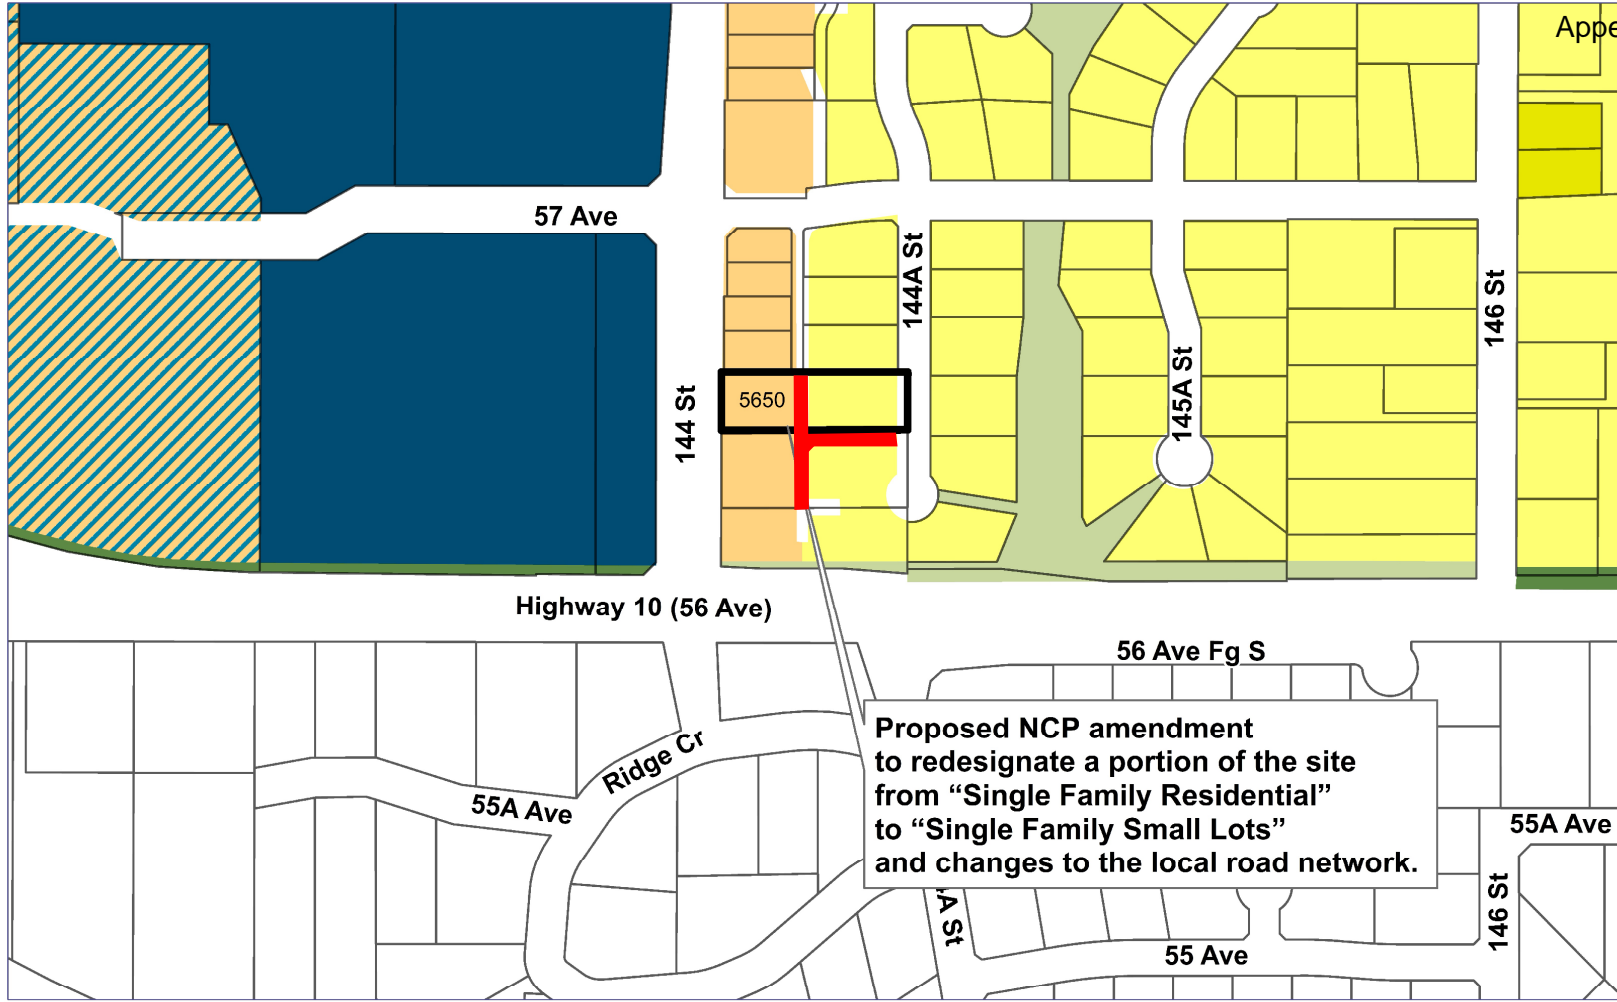 Appe
57 Ave
144A St
146 St
145A St
144 St
5650
Highway 10 (56 Ave)
56 Ave Fg S
Proposed NCP amendment
to redesignate a portion of the site
from “Single Family Residential”
to “Single Family Small Lots”
and changes to the local road network.
Ridge Cr
55A Ave
55A Ave
A St
146 St
55 Ave